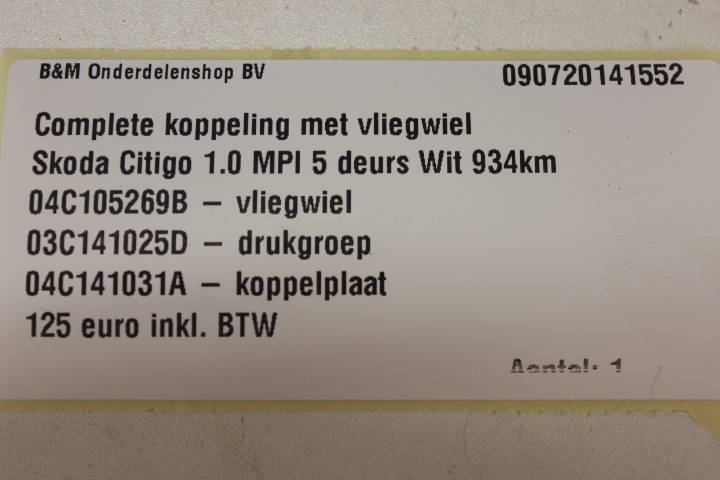 B&M Onderdelenshop BV 090720141552
Complete koppeling met vliegwiel
Skoda Citigo 1.0 MPI 5 deurs Wit 934km
04C105269B – vliegwiel
03C141025D – drukgroep
04C141031A – koppelplaat
125 euro inkl. BTW
Aantal: 1